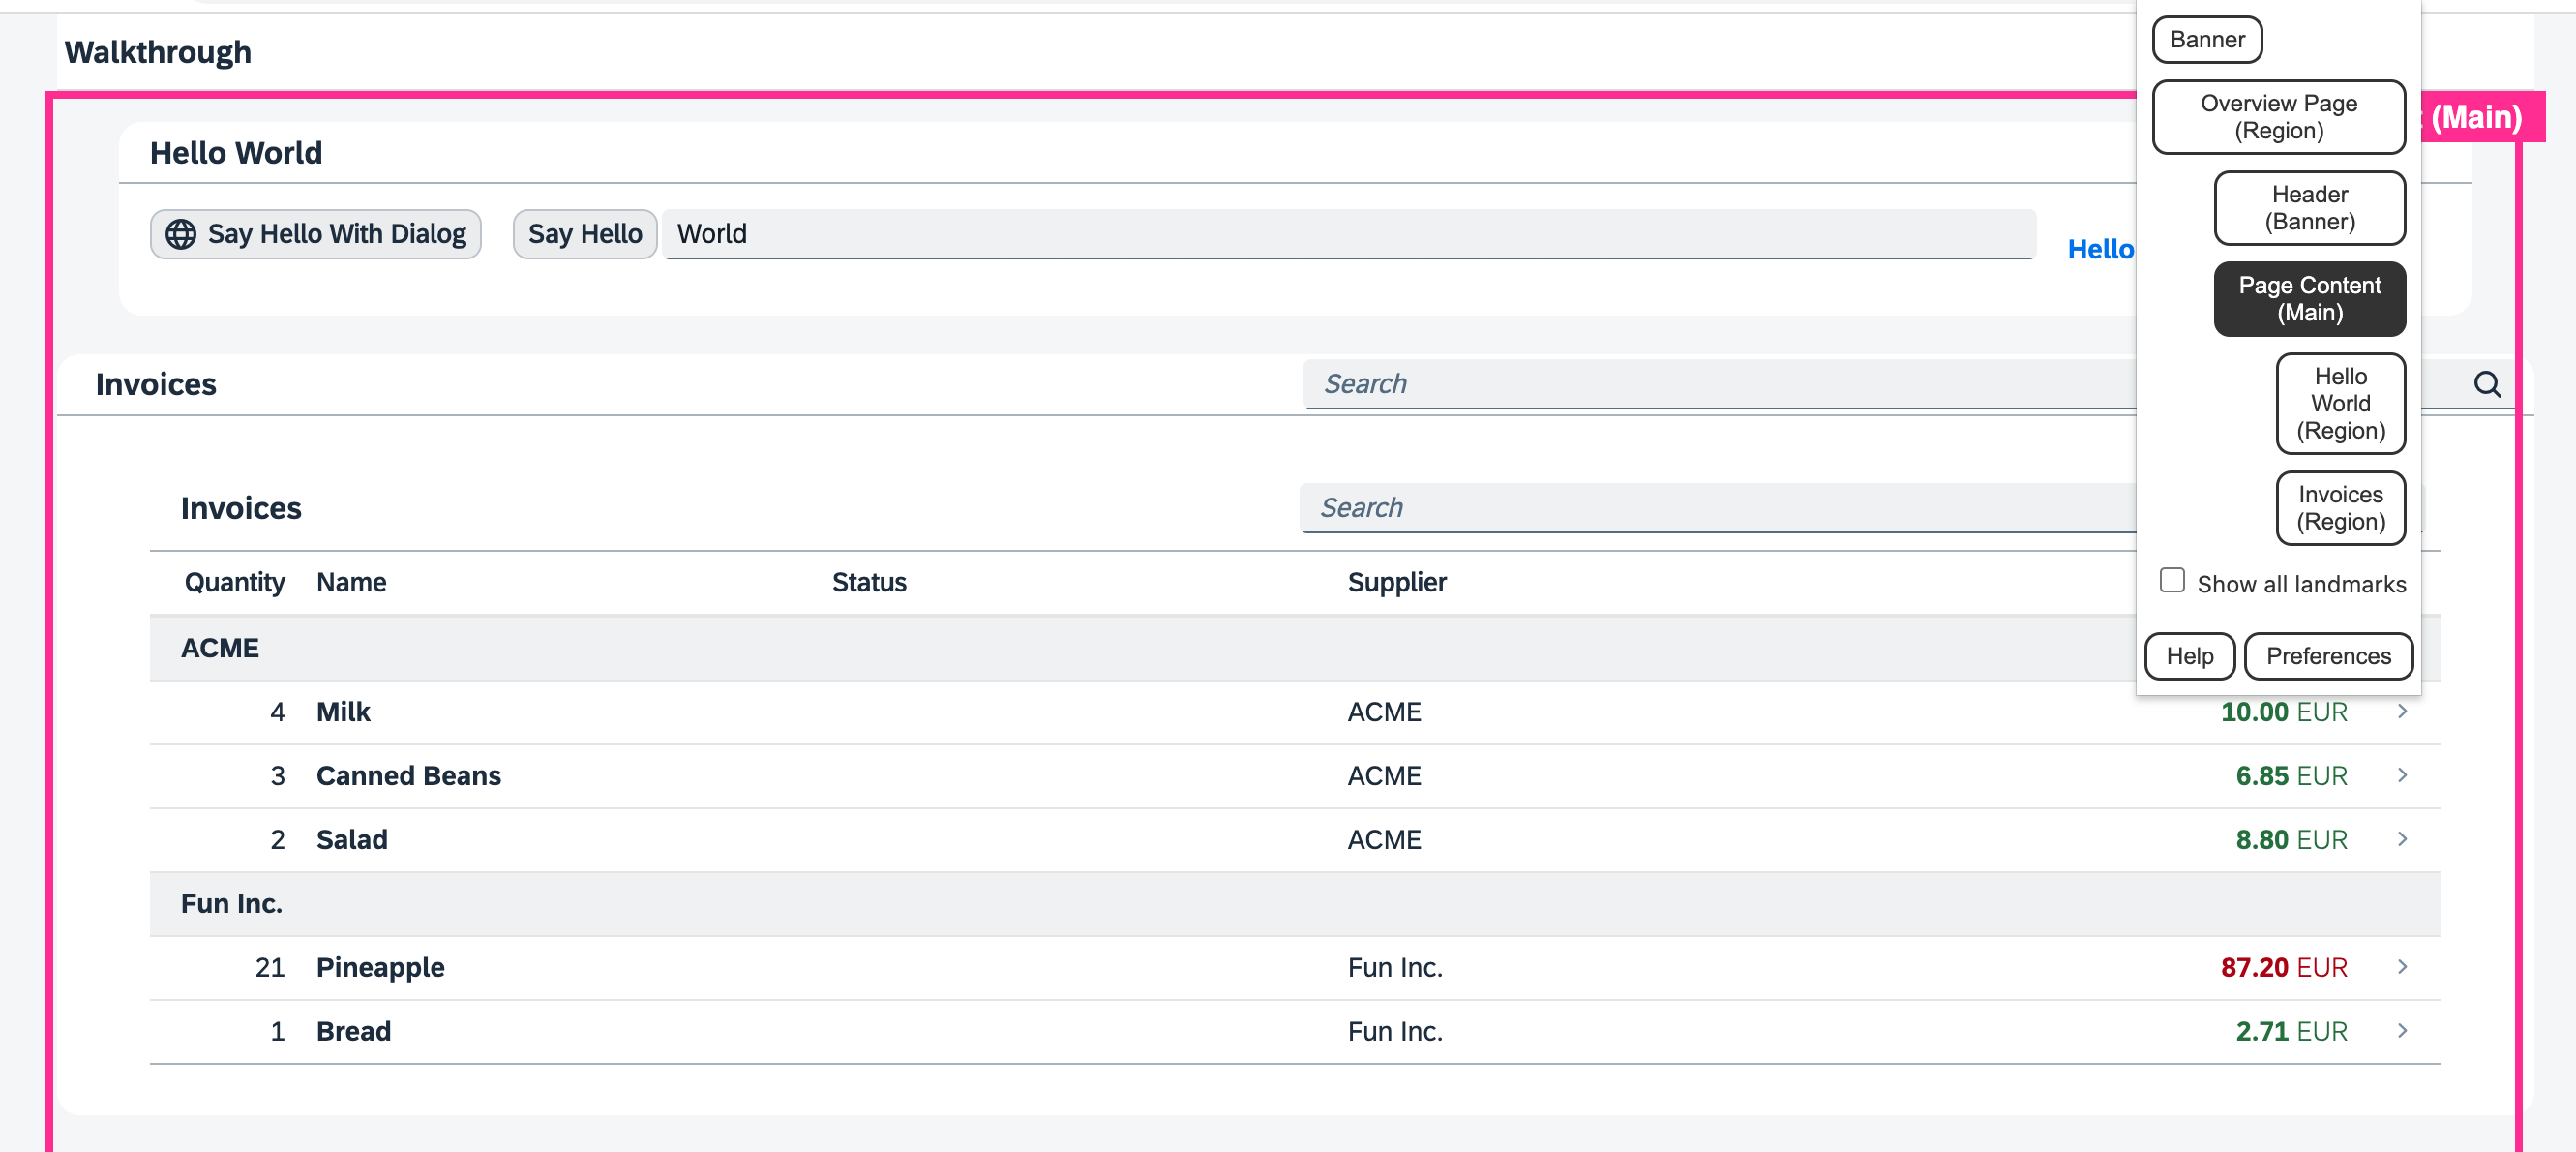 Walkthrough
Banner
Overview Page
(Region)
(Main)
Header
(Banner)
Page Content
(Main)
Hello
World
(Region)
Invoices
(Region)
Show all landmarks
Help Preferences
Hello World
Say Hello With Dialog Say Hello World Hello
Invoices Search
Invoices Search
Quantity Name Status Supplier
ACME
4 Milk ACME 10.00 EUR
3 Canned Beans ACME 6.85 EUR
2 Salad ACME 8.80 EUR
Fun Inc.
21 Pineapple Fun Inc. 87.20 EUR
1 Bread Fun Inc. 2.71 EUR